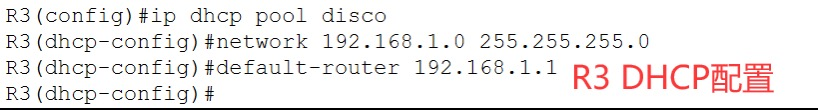 R3(config)#ip dhcp pool disco
R3(dhcp-config)#network 192.168.1.0 255.255.255.0
R3(dhcp-config)#default-router 192.168.1.1
R3(dhcp-config)#
R3 DHCP配置